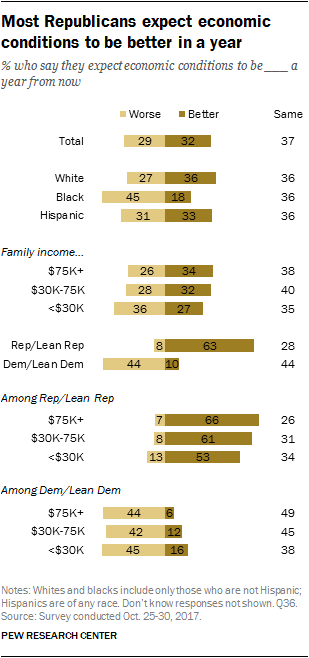 Most Republicans expect economic
conditions to be better in a year
% who say they expect economic conditions to be ___ a
year from now
Worse Better Same
Total 29 32 37
White 27 36 36
Black 45 18 36
Hispanic 31 33 36
Family income...
$75K+ 26 34 38
$30K-75K 28 32 40
<$30K 36 27 35
Rep/Lean Rep 8 63 28
Dem/Lean Dem 44 10 44
Among Rep/Lean Rep
$75K+ 7 66 26
$30K-75K 8 61 31
<$30K 13 53 34
Among Dem/Lean Dem
$75K+ 44 6 49
$30K-75K 42 12 45
<$30K 45 16 38
Notes: Whites and blacks include only those who are not Hispanic;
Hispanics are of any race. Don't know responses not shown. Q36.
Source: Survey conducted Oct. 25-30, 2017.
PEW RESEARCH CENTER